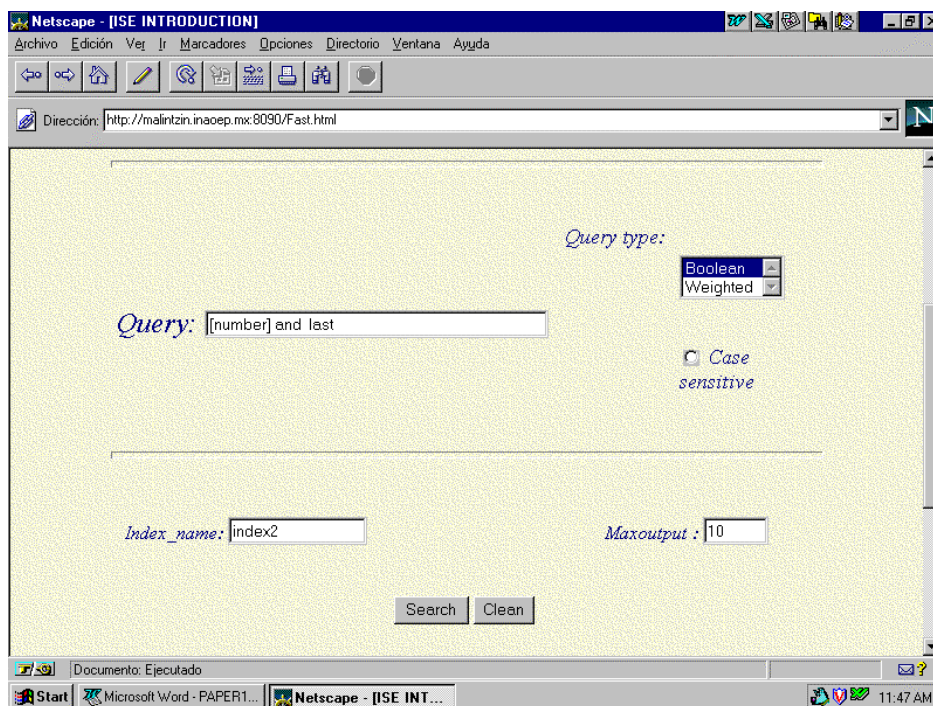 Netscape - [ISE INTRODUCTION]
Archivo Edición Ver Ir Marcadores Opciones Directorio Ventana Ayuda
Dirección: http://malintzin.inaoep.mx:8090/Fast.html
N
Query type:
Boolean
Weighted
Query: [number] and last
Case
sensitive
Index_name: index2 Maxoutput : 10
Search Clean
Documento: Ejecutado
Start Microsoft Word - PAPER1... Netscape - [ISE INT... 11:47 AM